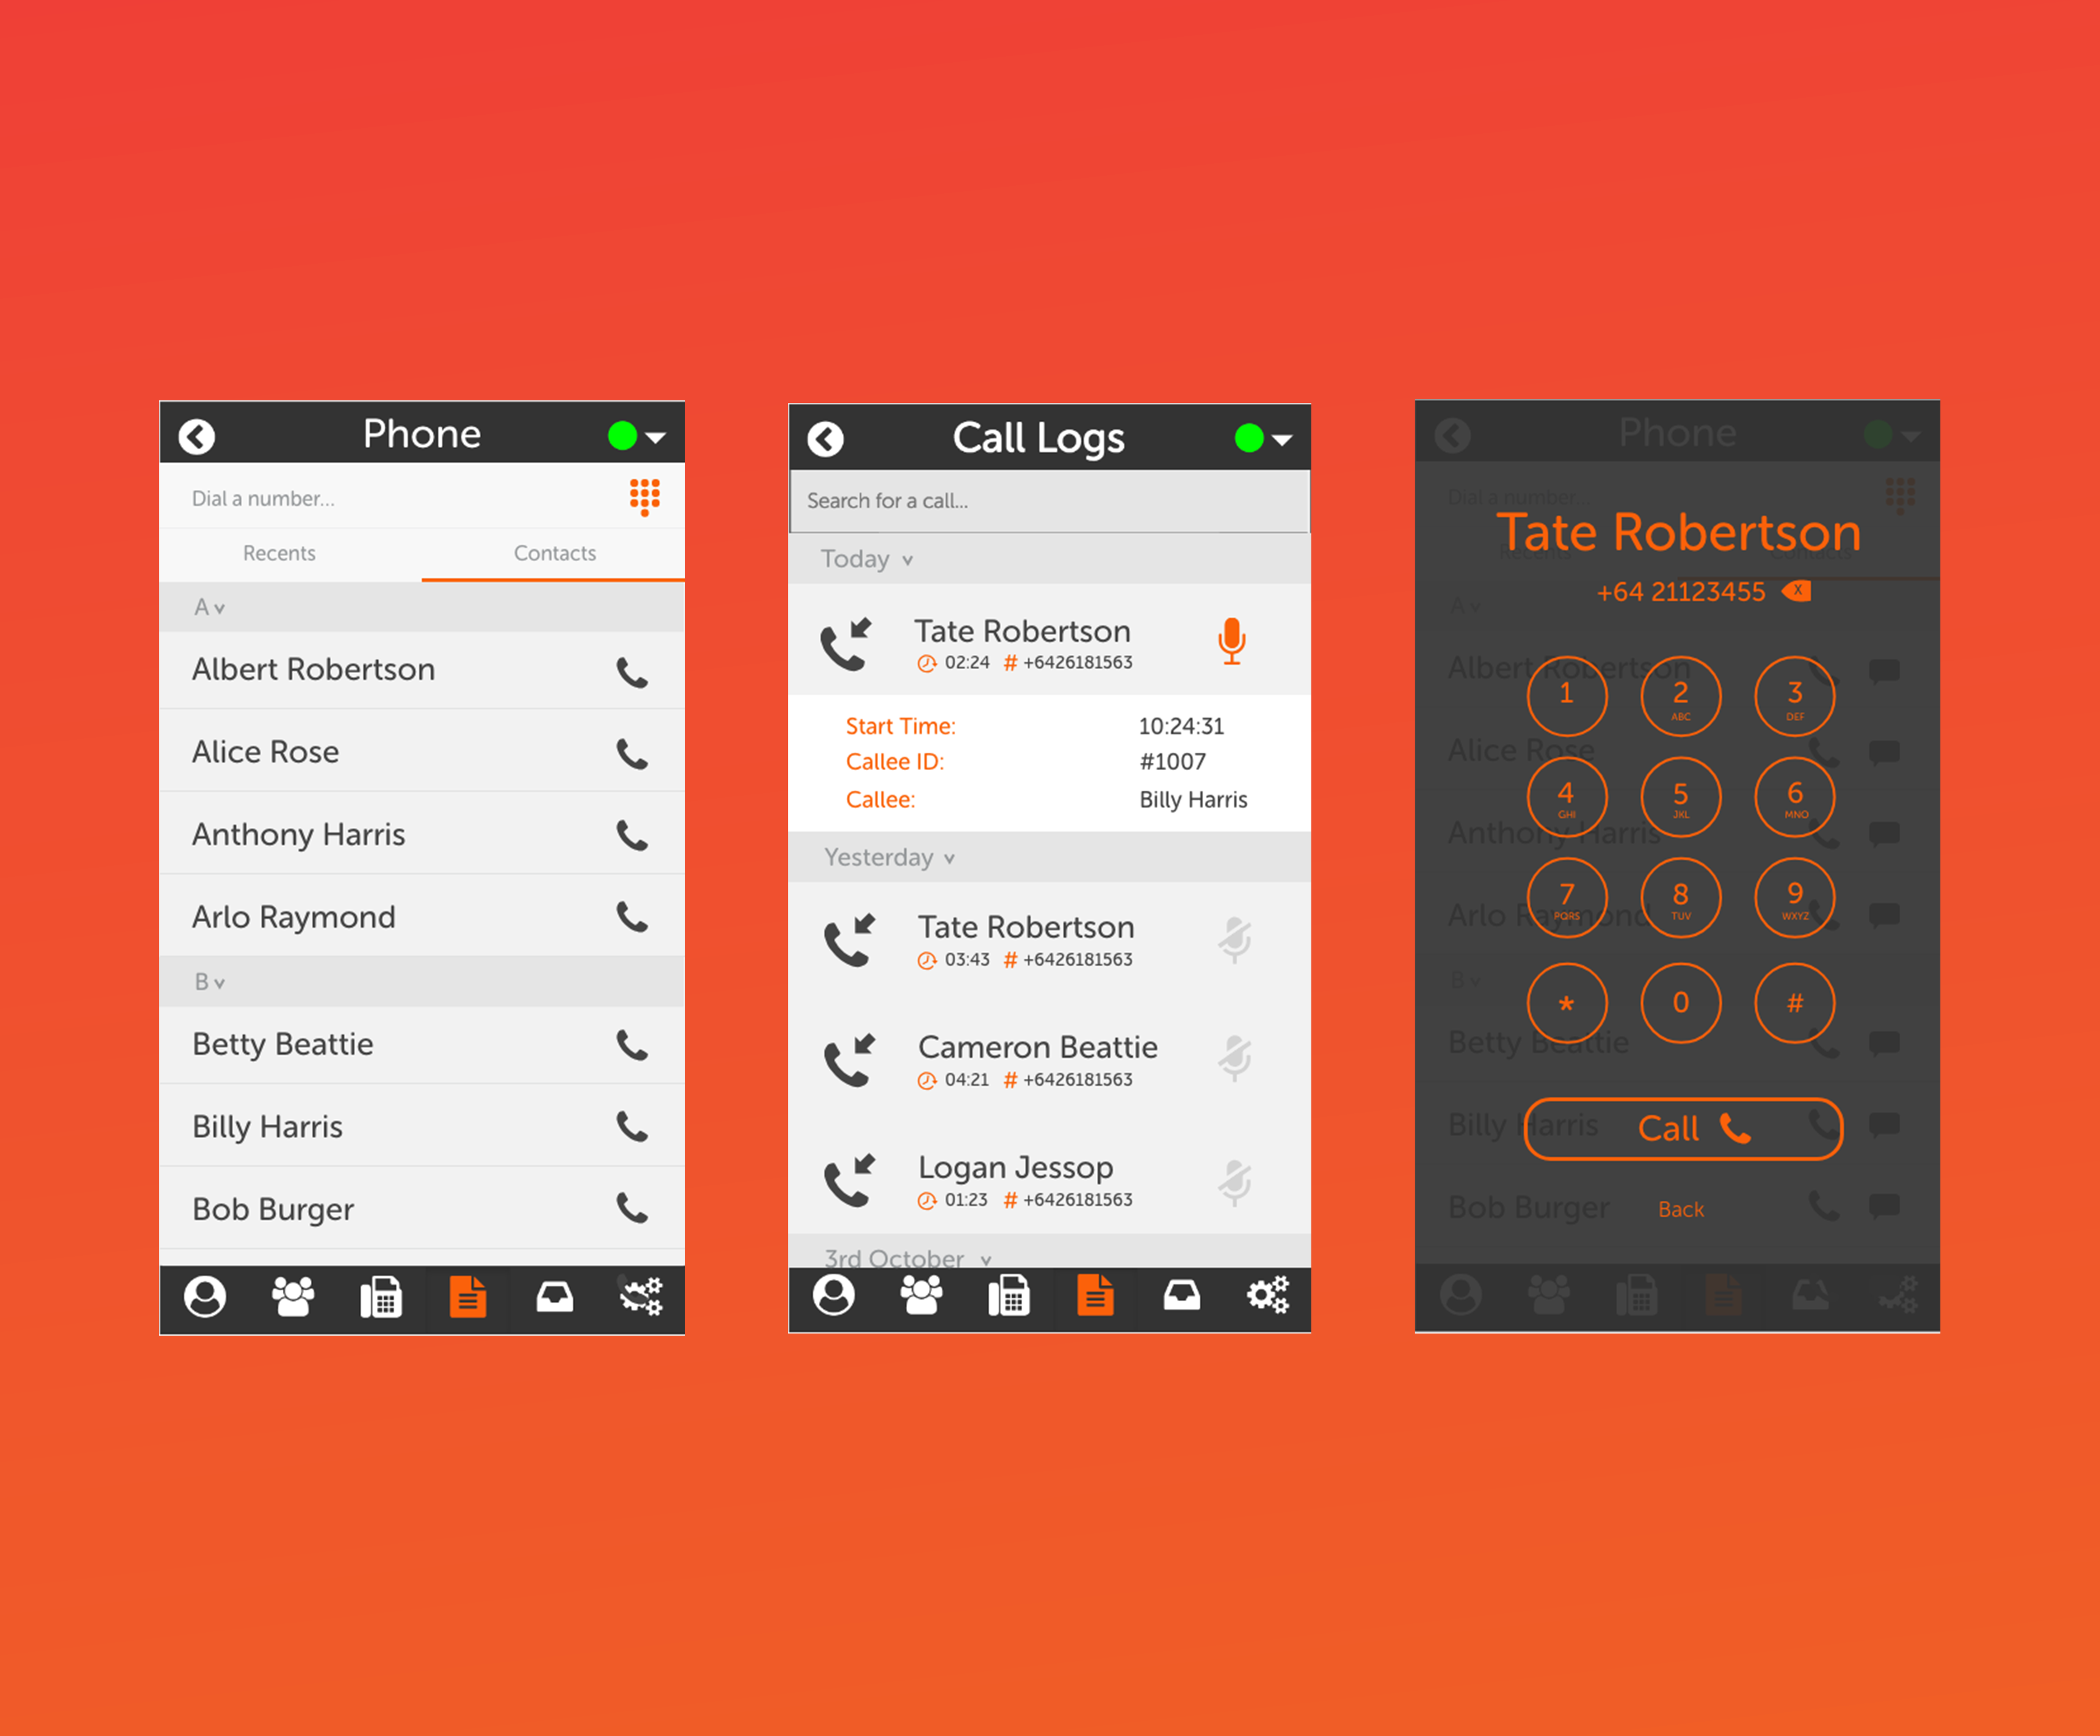 Phone
Dial a number...
Recents Contacts
A
Albert Robertson
Alice Rose
Anthony Harris
Arlo Raymond
B
Betty Beattie
Billy Harris
Bob Burger
Call Logs
Search for a call...
Today
Tate Robertson
02:24 # +6426181563
Start Time: 10:24:31
Callee ID: #1007
Callee: Billy Harris
Yesterday
Tate Robertson
03:43 # +6426181563
Cameron Beattie
04:21 # +6426181563
Logan Jessop
01:23 # +6426181563
3rd October
Phone
Dial a number...
Tate Robertson
+64 21123455 X
A
Albert Robertson
1 2 3
ABC DEF
Alice Rose
4 5 6
GHI JKL MNO
Anthony Harris
7 8 9
PQRS TUV WXYZ
Arlo Raymond
B
* 0 #
Betty Beattie
Call
Billy Harris
Bob Burger
Back